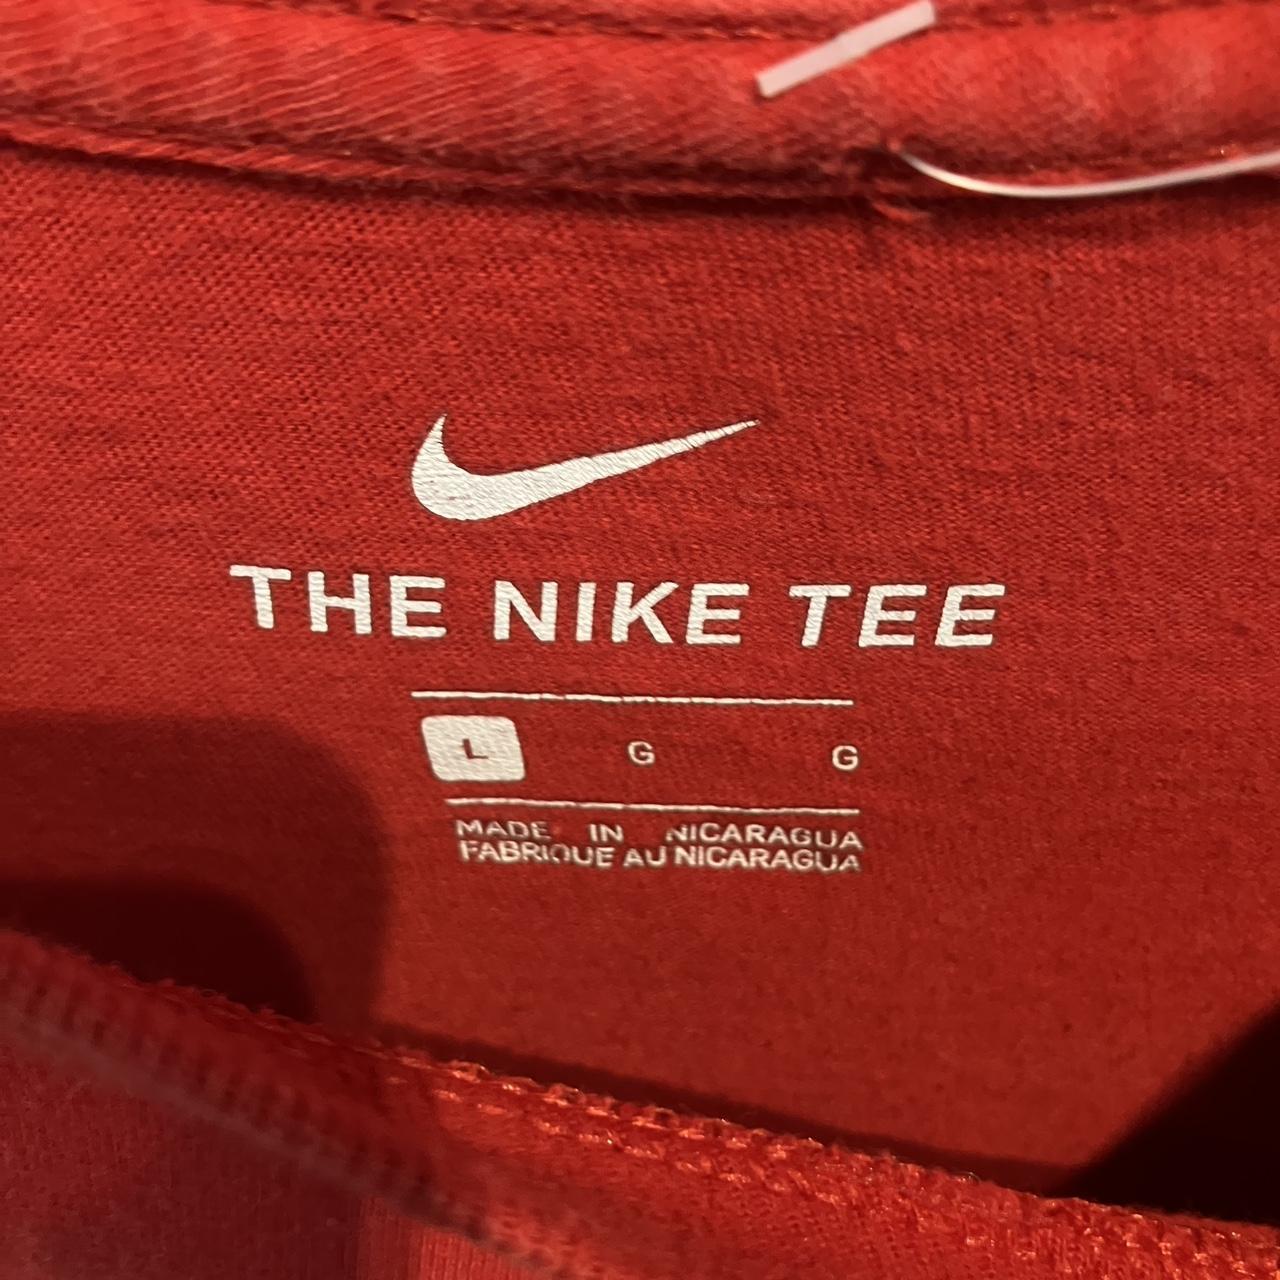 THE NIKE TEE
L G G
MADE IN NICARAGUA
FABRIQUE AU NICARAGUA